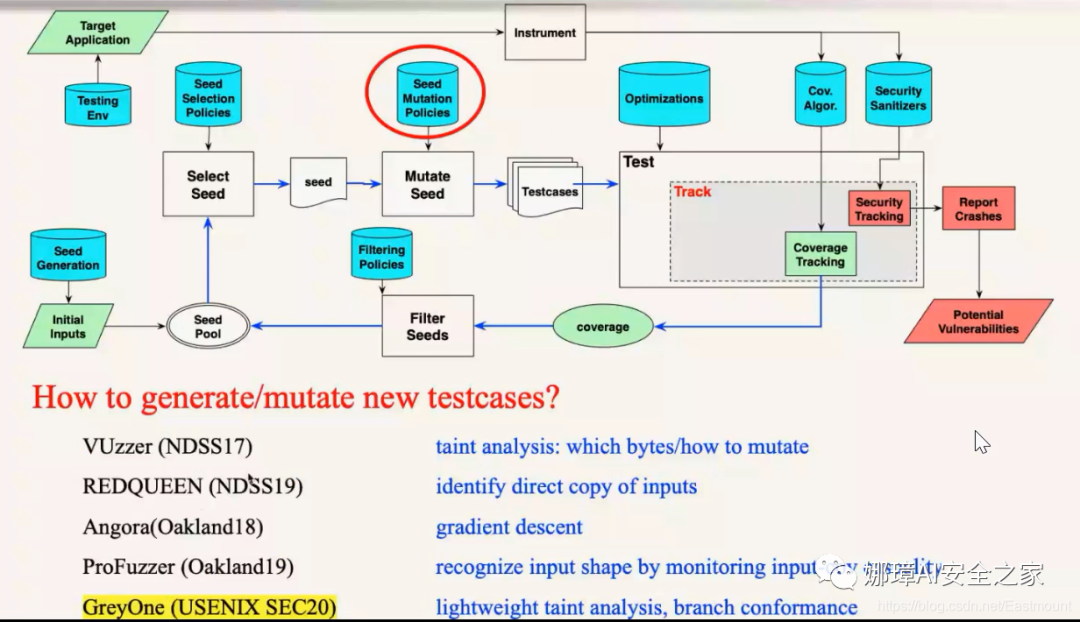 Target
Application
Instrument
Testing
Env
Seed
Selection
Policies
Seed
Mutation
Policies
Optimizations
Cov.
Algor.
Security
Sanitizers
Select
Seed
seed
Mutate
Seed
Testcases
Test
Track
Security
Tracking
Report
Crashes
Coverage
Tracking
Seed
Generation
Filtering
Policies
Initial
Inputs
Seed
Pool
Filter
Seeds
coverage
Potential
Vulnerabilities
How to generate/mutate new testcases?
VUzzer (NDSS17) taint analysis: which bytes/how to mutate
REDQUEEN (NDSS19) identify direct copy of inputs
Angora(Oakland18) gradient descent
ProFuzzer (Oakland19) recognize input shape by monitoring input
娜璋AI安全之家
GreyOne (USENIX SEC20) lightweight taint analysis, branch conformance
https://blog.csdn.net/Eastmount